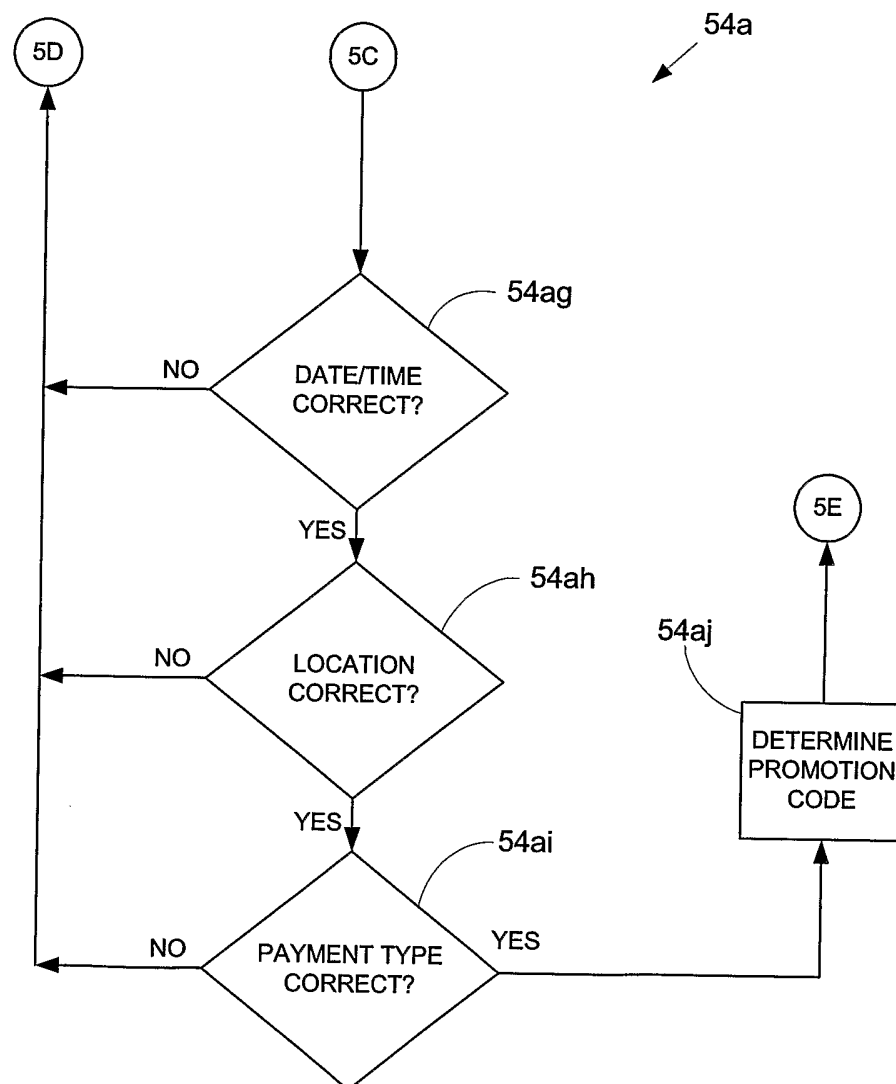 5D
5C
54a
54ag
NO
DATE/TIME
CORRECT?
YES
5E
54ah
NO
LOCATION
CORRECT?
54aj
DETERMINE
PROMOTION
CODE
YES
54ai
NO
PAYMENT TYPE
CORRECT?
YES